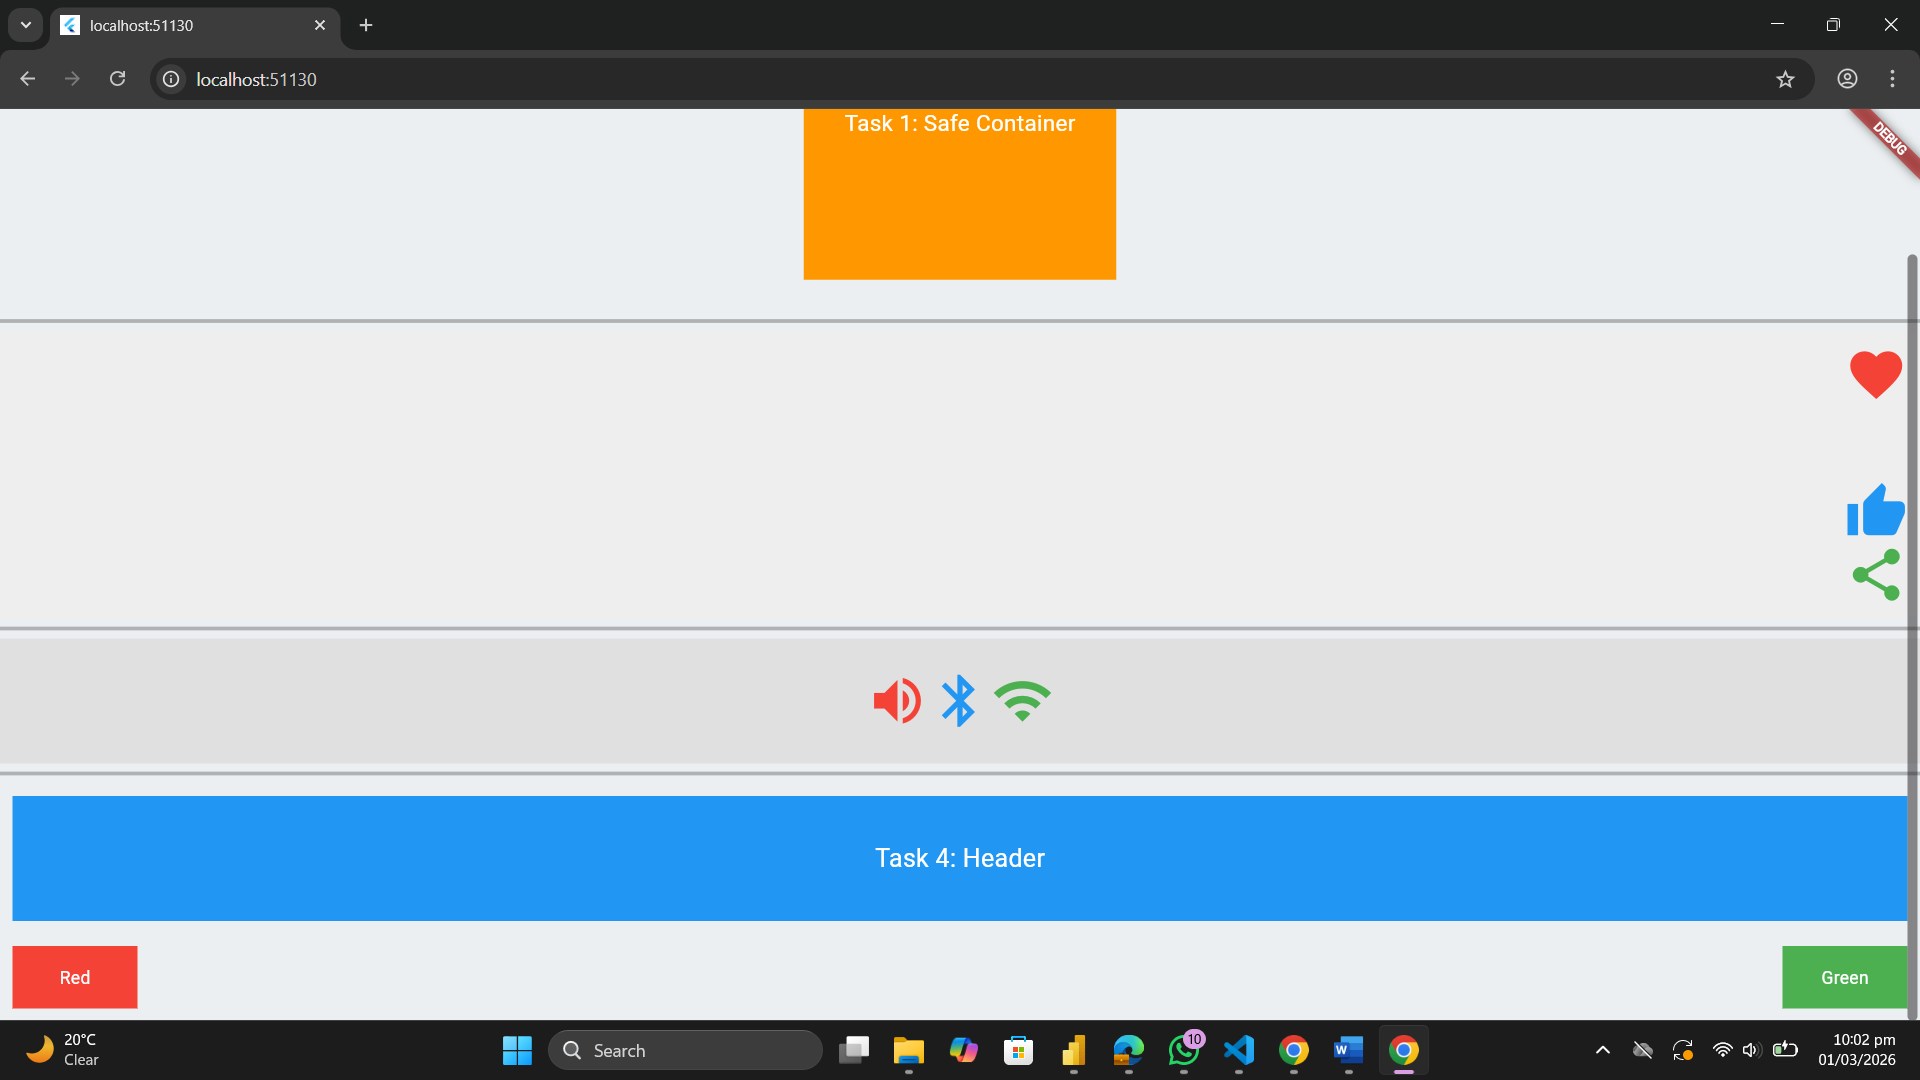 localhost:51130
localhost:51130
Task 1: Safe Container
DEBUG
Task 4: Header
Red
Green
20°C
Clear
Search
10
W
10:02 pm
01/03/2026